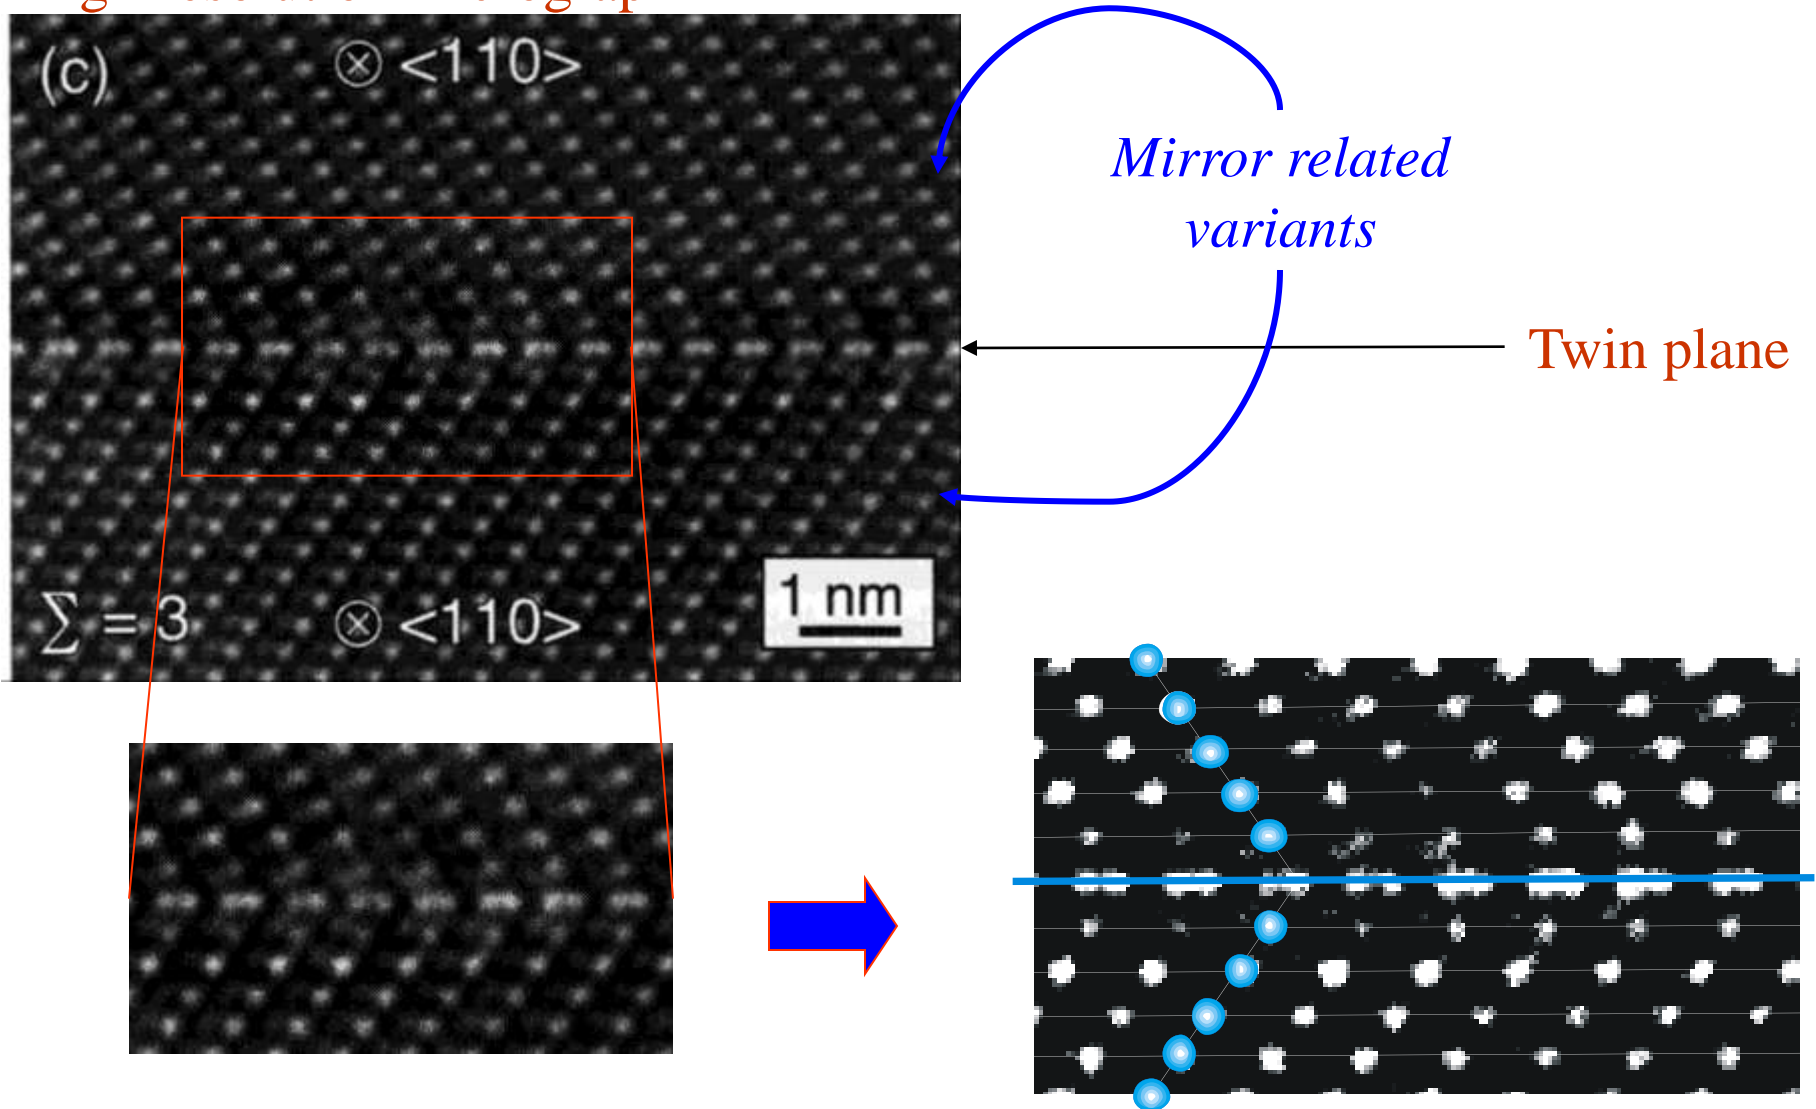 (c)
⊗ <110>
Mirror related
variants
Twin plane
1 nm
∑ = 3
⊗ <110>